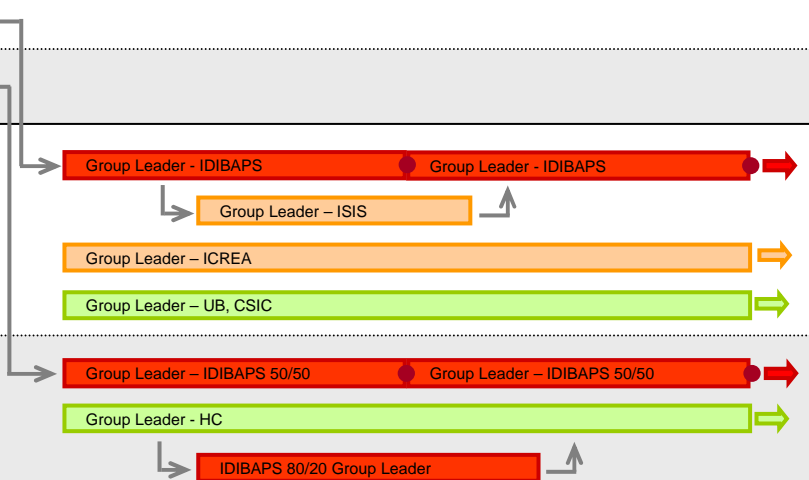 Group Leader - IDIBAPS Group Leader - IDIBAPS
Group Leader – ISIS
Group Leader – ICREA
Group Leader – UB, CSIC
Group Leader – IDIBAPS 50/50 Group Leader – IDIBAPS 50/50
Group Leader - HC
IDIBAPS 80/20 Group Leader